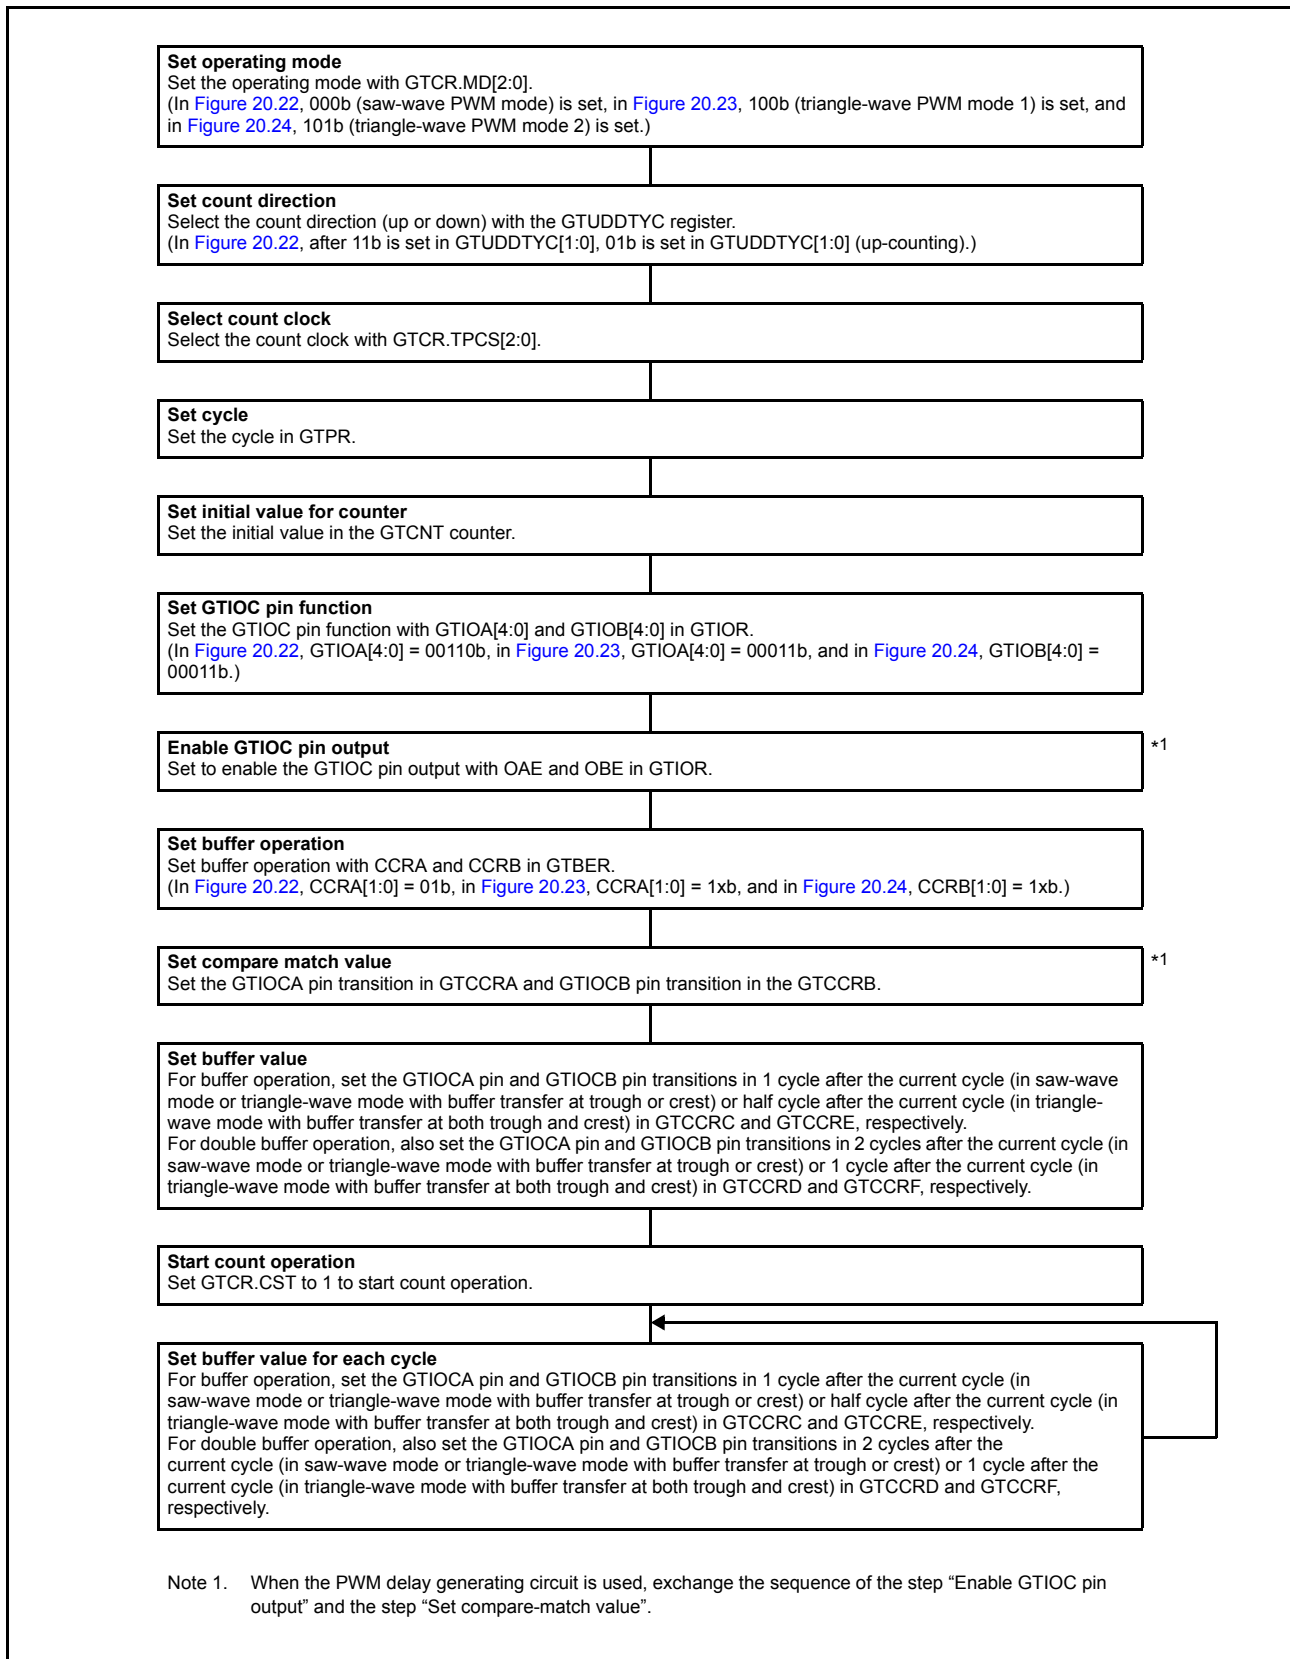 Set operating mode
Set the operating mode with GTCR.MD[2:0].
(In Figure 20.22, 000b (saw-wave PWM mode) is set, in Figure 20.23, 100b (triangle-wave PWM mode 1) is set, and
in Figure 20.24, 101b (triangle-wave PWM mode 2) is set.)
Set count direction
Select the count direction (up or down) with the GTUDDTYC register.
(In Figure 20.22, after 11b is set in GTUDDTYC[1:0], 01b is set in GTUDDTYC[1:0] (up-counting).)
Select count clock
Select the count clock with GTCR.TPCS[2:0].
Set cycle
Set the cycle in GTPR.
Set initial value for counter
Set the initial value in the GTCNT counter.
Set GTIOC pin function
Set the GTIOC pin function with GTIOA[4:0] and GTIOB[4:0] in GTIOR.
(In Figure 20.22, GTIOA[4:0] = 00110b, in Figure 20.23, GTIOA[4:0] = 00011b, and in Figure 20.24, GTIOB[4:0] =
00011b.)
Enable GTIOC pin output
*1
Set to enable the GTIOC pin output with OAE and OBE in GTIOR.
Set buffer operation
Set buffer operation with CCRA and CCRB in GTBER.
(In Figure 20.22, CCRA[1:0] = 01b, in Figure 20.23, CCRA[1:0] = 1xb, and in Figure 20.24, CCRB[1:0] = 1xb.)
Set compare match value
*1
Set the GTIOCA pin transition in GTCCRA and GTIOCB pin transition in the GTCCRB.
Set buffer value
For buffer operation, set the GTIOCA pin and GTIOCB pin transitions in 1 cycle after the current cycle (in saw-wave
mode or triangle-wave mode with buffer transfer at trough or crest) or half cycle after the current cycle (in triangle-
wave mode with buffer transfer at both trough and crest) in GTCCRC and GTCCRE, respectively.
For double buffer operation, also set the GTIOCA pin and GTIOCB pin transitions in 2 cycles after the current cycle (in
saw-wave mode or triangle-wave mode with buffer transfer at trough or crest) or 1 cycle after the current cycle (in
triangle-wave mode with buffer transfer at both trough and crest) in GTCCRD and GTCCRF, respectively.
Start count operation
Set GTCR.CST to 1 to start count operation.
Set buffer value for each cycle
For buffer operation, set the GTIOCA pin and GTIOCB pin transitions in 1 cycle after the current cycle (in
saw-wave mode or triangle-wave mode with buffer transfer at trough or crest) or half cycle after the current cycle (in
triangle-wave mode with buffer transfer at both trough and crest) in GTCCRC and GTCCRE, respectively.
For double buffer operation, also set the GTIOCA pin and GTIOCB pin transitions in 2 cycles after the
current cycle (in saw-wave mode or triangle-wave mode with buffer transfer at trough or crest) or 1 cycle after the
current cycle (in triangle-wave mode with buffer transfer at both trough and crest) in GTCCRD and GTCCRF,
respectively.
Note 1. When the PWM delay generating circuit is used, exchange the sequence of the step “Enable GTIOC pin
output” and the step “Set compare-match value”.